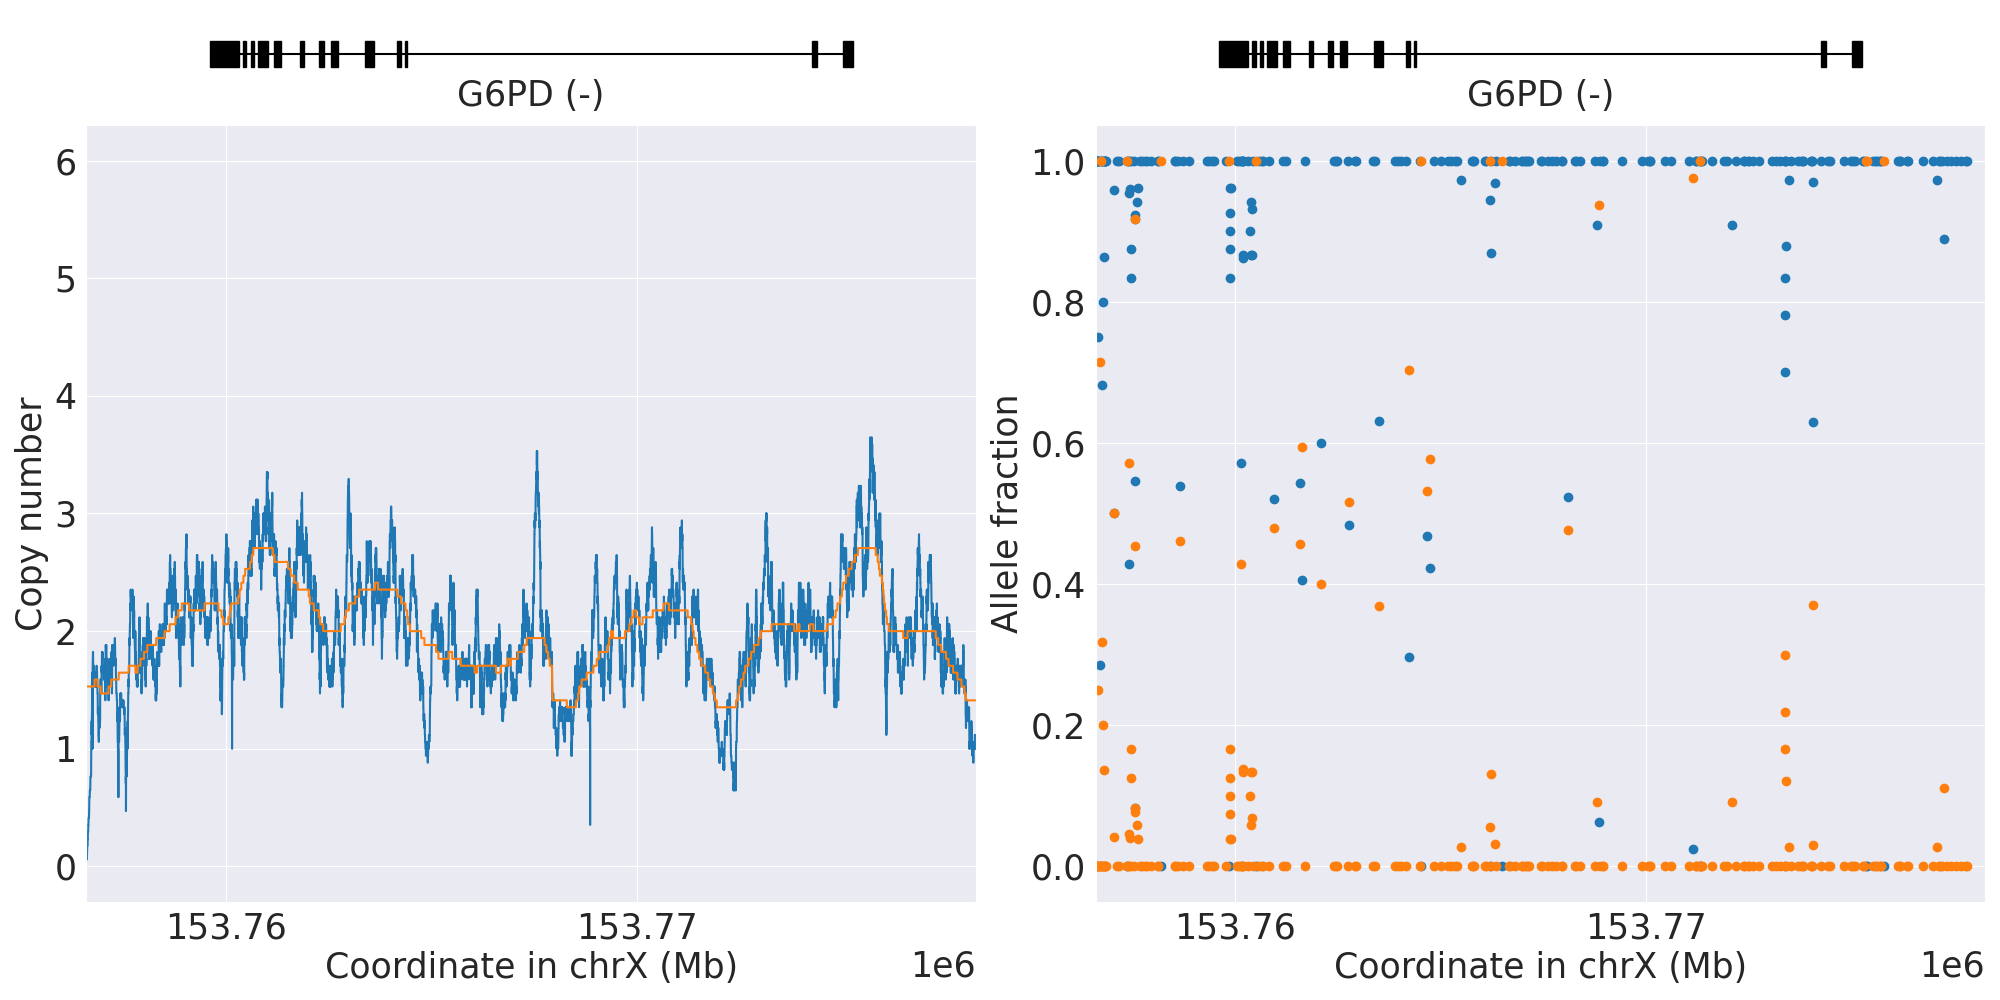 G6PD (-)
6
5
4
3
2
1
0
Copy number
153.76
153.77
Coordinate in chrX (Mb)
1e6
G6PD (-)
1.0
0.8
0.6
0.4
0.2
0.0
Allele fraction
153.76
153.77
Coordinate in chrX (Mb)
1e6